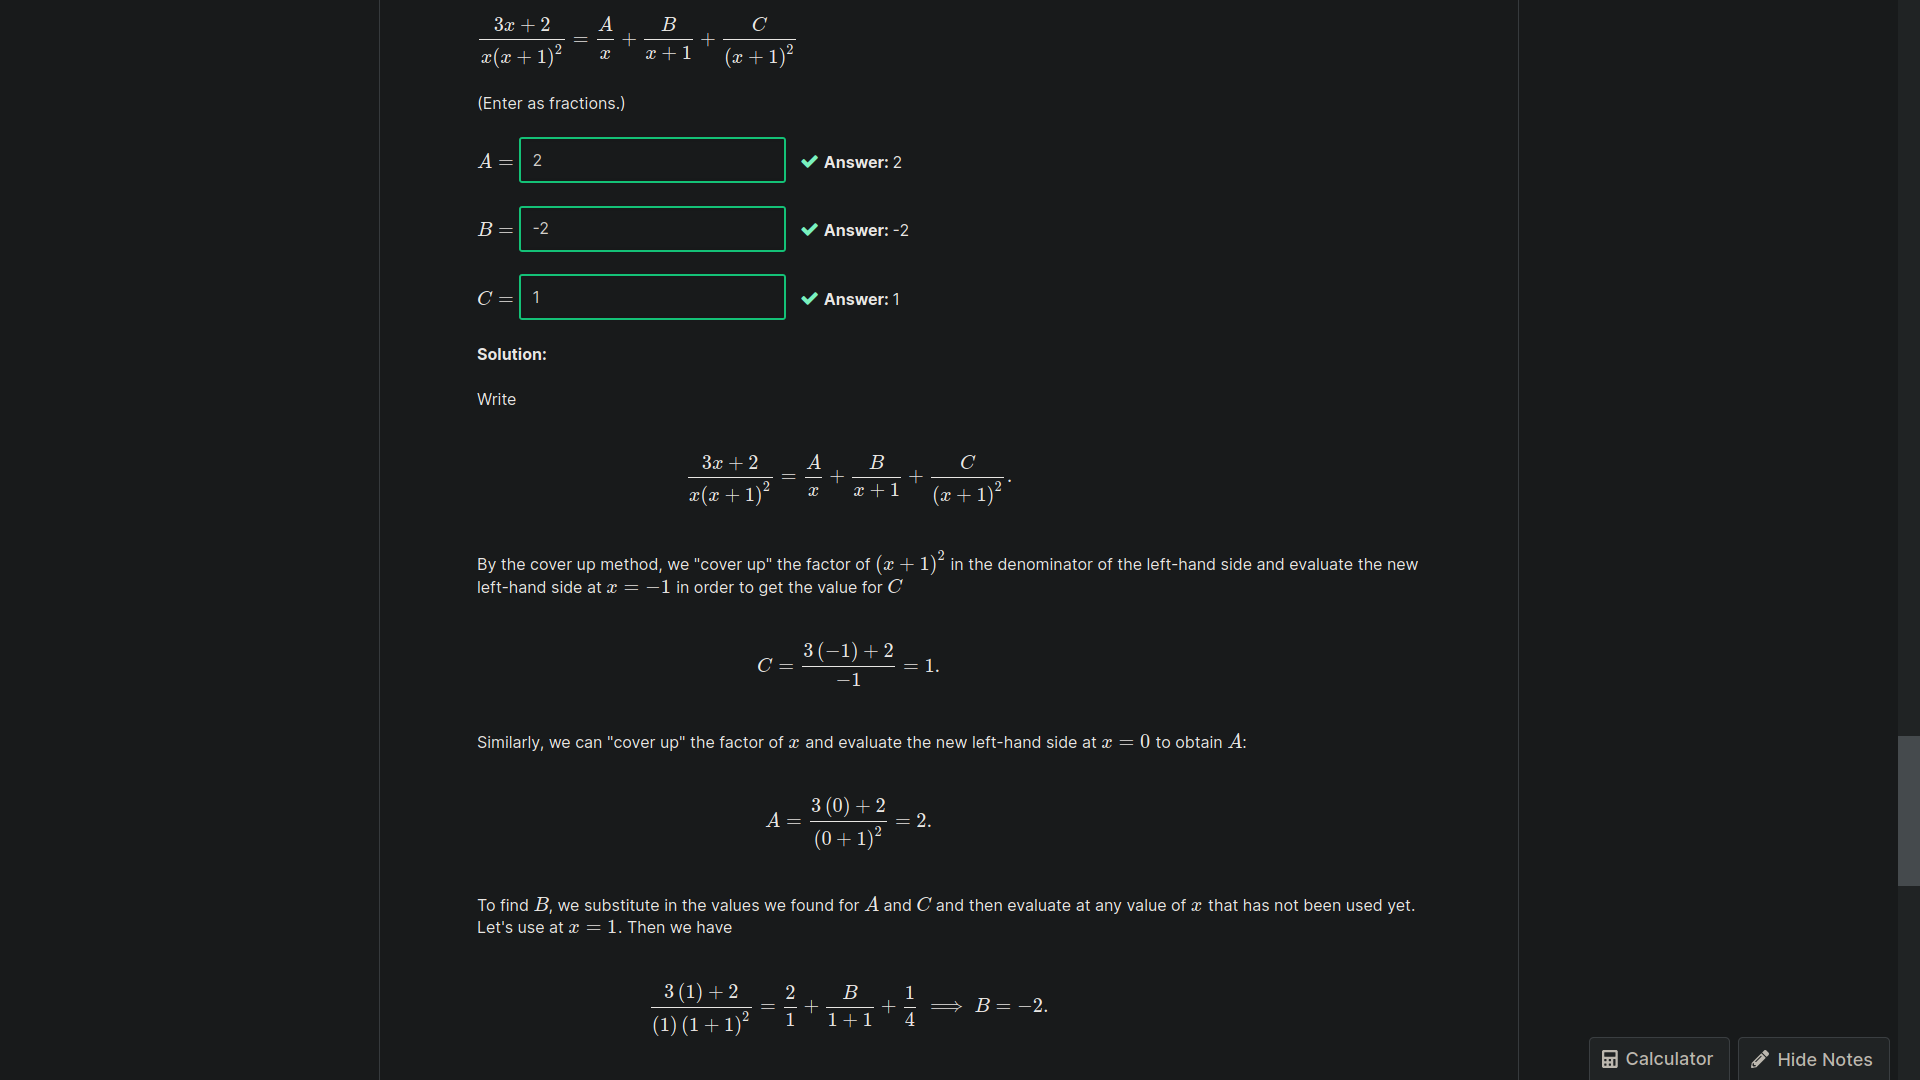 \frac{3x+2}{x(x+1)^2} = \frac{A}{x} + \frac{B}{x+1} + \frac{C}{(x+1)^2}
(Enter as fractions.)
A = 2 ✔ Answer: 2
B = -2 ✔ Answer: -2
C = 1 ✔ Answer: 1
Solution:
Write
\frac{3x+2}{x(x+1)^2} = \frac{A}{x} + \frac{B}{x+1} + \frac{C}{(x+1)^2}.
By the cover up method, we "cover up" the factor of (x+1)^2 in the denominator of the left-hand side and evaluate the new
left-hand side at x = −1 in order to get the value for C
C = \frac{3(−1)+2}{−1} = 1.
Similarly, we can "cover up" the factor of x and evaluate the new left-hand side at x = 0 to obtain A:
A = \frac{3(0)+2}{(0+1)^2} = 2.
To find B, we substitute in the values we found for A and C and then evaluate at any value of x that has not been used yet.
Let's use at x = 1. Then we have
\frac{3(1)+2}{(1)(1+1)^2} = \frac{2}{1} + \frac{B}{1+1} + \frac{1}{4} ⟹ B = −2.
Calculator
Hide Notes